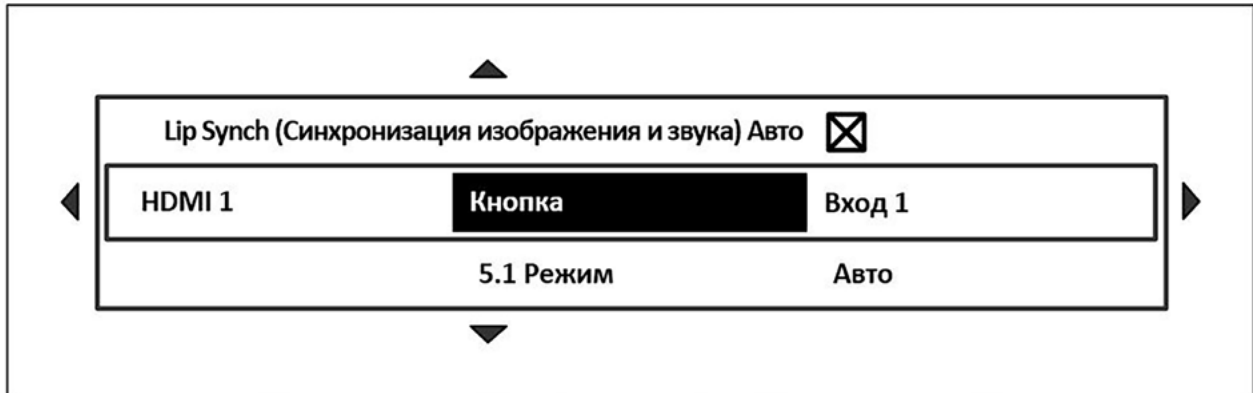 Lip Synch (Синхронизация изображения и звука) Авто
HDMI 1 Кнопка Вход 1
5.1 Режим Авто